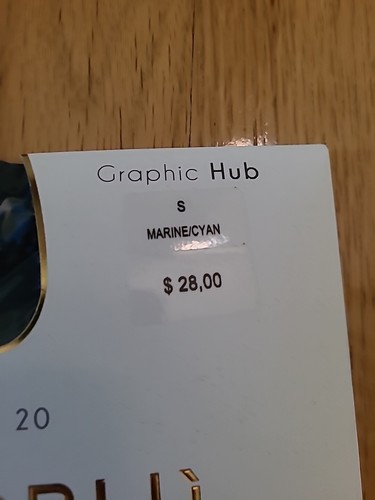 Graphic Hub
S
MARINE/CYAN
$ 28,00
20